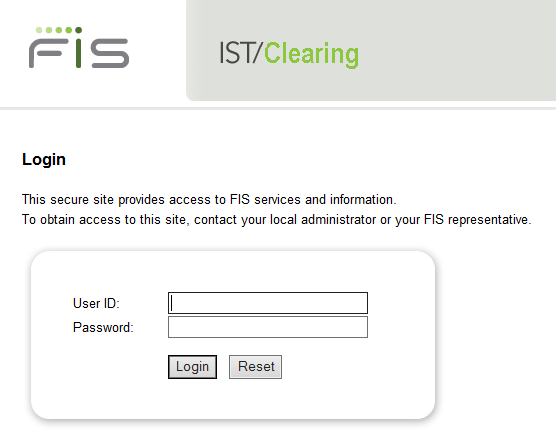 FIS
IST/Clearing
Login
This secure site provides access to FIS services and information.
To obtain access to this site, contact your local administrator or your FIS representative.
User ID:
Password:
Login Reset